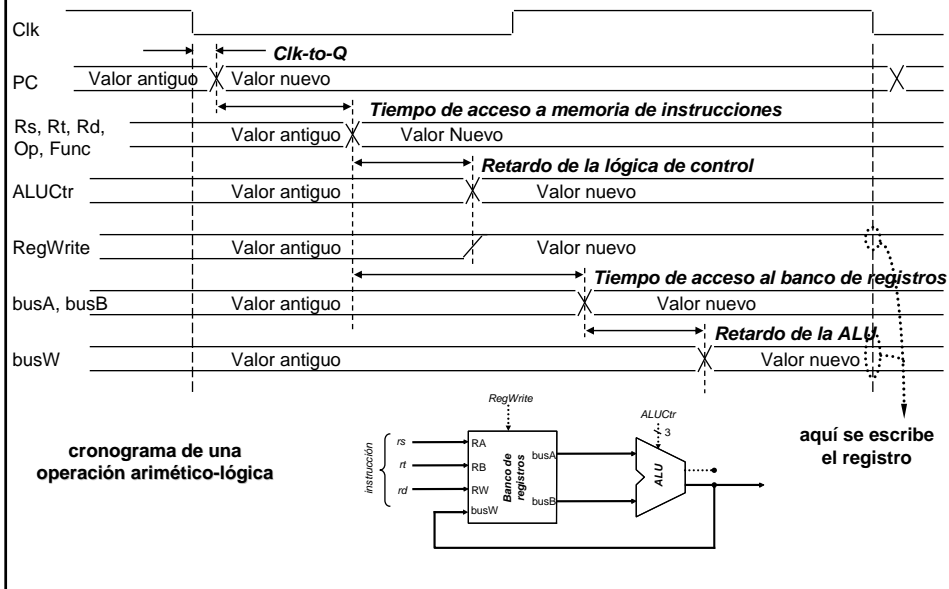 Clk
Clk-to-Q
PC
Valor antiguo
Valor nuevo
Tiempo de acceso a memoria de instrucciones
Rs, Rt, Rd,
Op, Func
Valor antiguo
Valor Nuevo
Retardo de la lógica de control
ALUCtr
Valor antiguo
Valor nuevo
RegWrite
Valor antiguo
Valor nuevo
Tiempo de acceso al banco de registros
busA, busB
Valor antiguo
Valor nuevo
Retardo de la ALU
busW
Valor antiguo
Valor nuevo
cronograma de una
operación arimético-lógica
RegWrite
ALUCtr
3
instrucción
rs
rt
rd
RA
RB
RW
busW
Banco de
registros
busA
busB
ALU
aquí se escribe
el registro